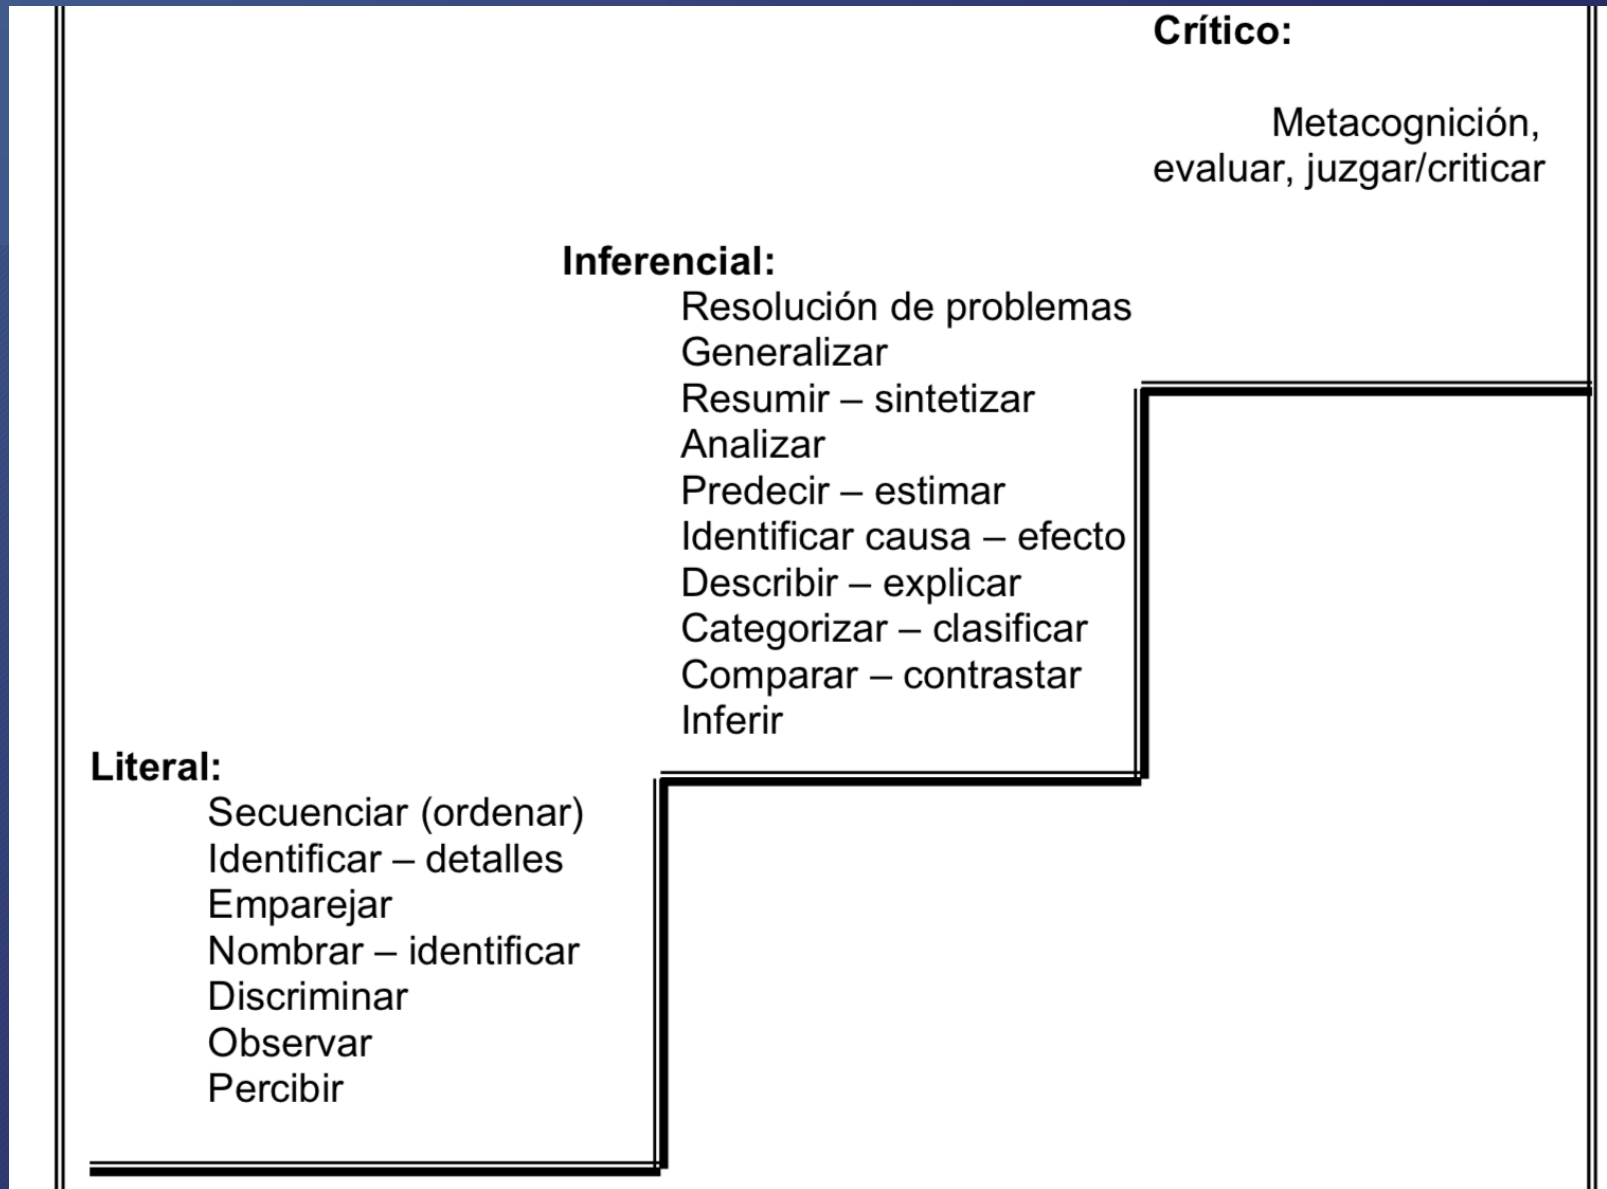 Crítico:
Metacognición,
evaluar, juzgar/criticar
Inferencial:
Resolución de problemas
Generalizar
Resumir – sintetizar
Analizar
Predecir – estimar
Identificar causa – efecto
Describir – explicar
Categorizar – clasificar
Comparar – contrastar
Inferir
Literal:
Secuenciar (ordenar)
Identificar – detalles
Emparejar
Nombrar – identificar
Discriminar
Observar
Percibir